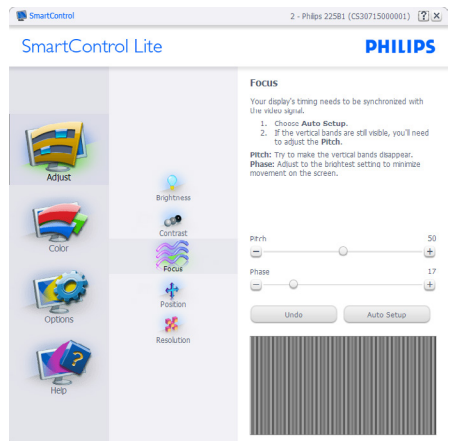 SmartControl
2 - Philips 225B1 (CS30715000001)
SmartControl Lite
PHILIPS
Adjust
Color
Options
Help
Brightness
Contrast
Focus
Position
Resolution
Focus
Your display's timing needs to be synchronized with
the video signal.
1. Choose Auto Setup.
2. If the vertical bands are still visible, you'll need
to adjust the Pitch.
Pitch: Try to make the vertical bands disappear.
Phase: Adjust to the brightest setting to minimize
movement on the screen.
Pitch 50
Phase 17
Undo
Auto Setup